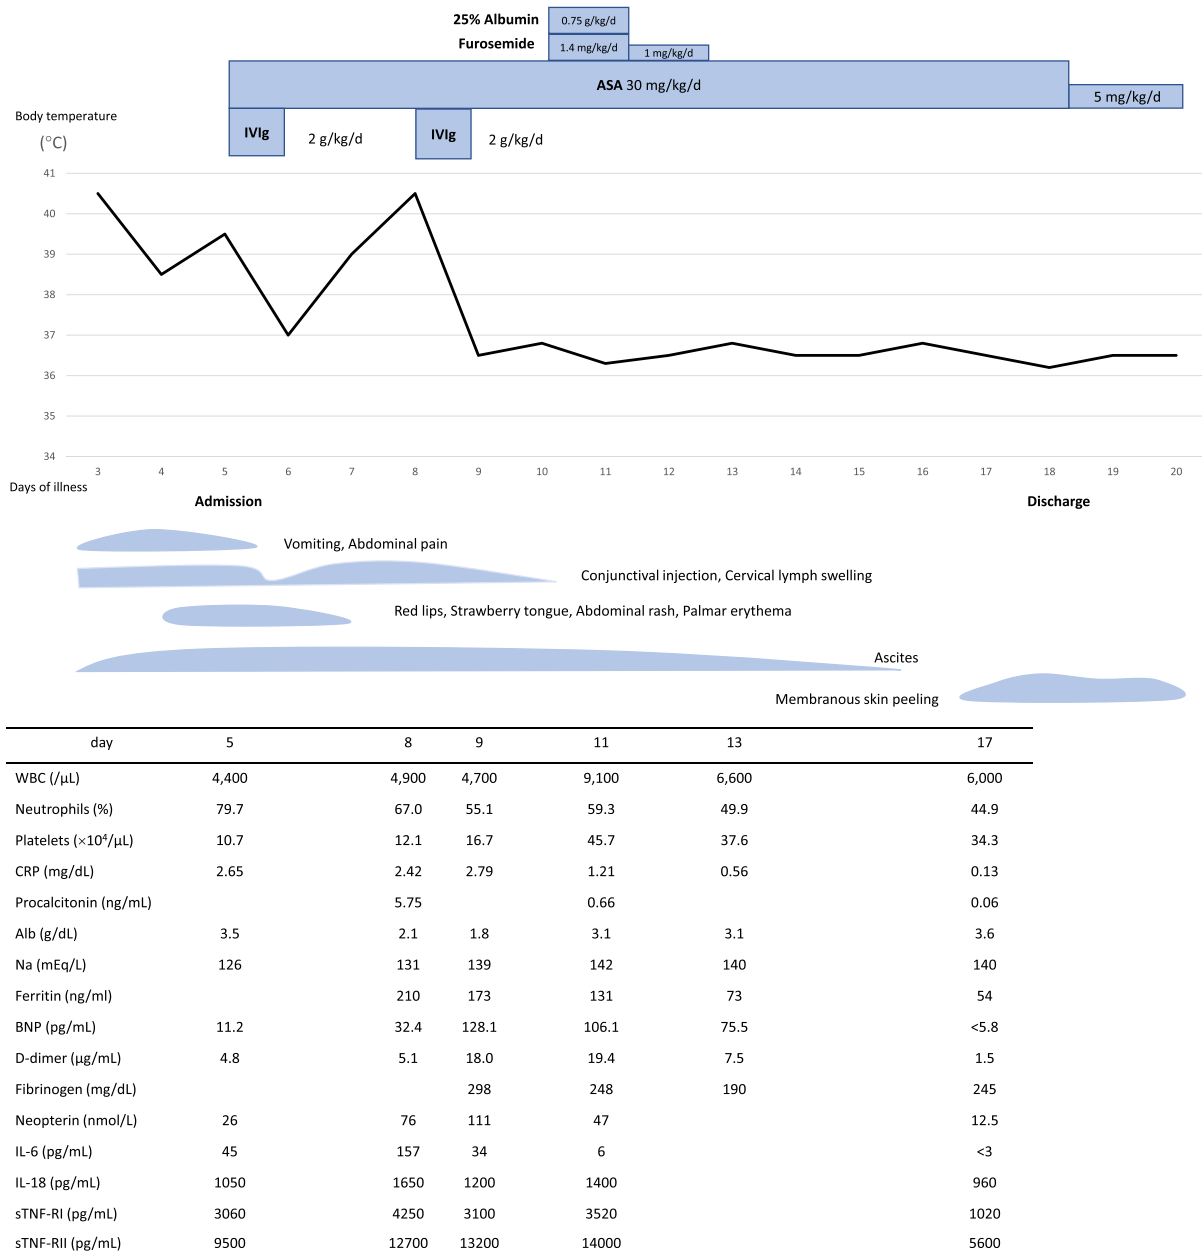 25% Albumin 0.75 g/kg/d
Furosemide 1.4 mg/kg/d 1 mg/kg/d
ASA 30 mg/kg/d
5 mg/kg/d
Body temperature
(°C)
IVIg 2 g/kg/d IVIg 2 g/kg/d
41
40
39
38
37
36
35
34
3 4 5 6 7 8 9 10 11 12 13 14 15 16 17 18 19 20
Days of illness
Admission Discharge
Vomiting, Abdominal pain
Conjunctival injection, Cervical lymph swelling
Red lips, Strawberry tongue, Abdominal rash, Palmar erythema
Ascites
Membranous skin peeling
day 5 8 9 11 13 17
WBC (/μL) 4,400 4,900 4,700 9,100 6,600 6,000
Neutrophils (%) 79.7 67.0 55.1 59.3 49.9 44.9
Platelets (×10⁴/μL) 10.7 12.1 16.7 45.7 37.6 34.3
CRP (mg/dL) 2.65 2.42 2.79 1.21 0.56 0.13
Procalcitonin (ng/mL) 5.75 0.66 0.06
Alb (g/dL) 3.5 2.1 1.8 3.1 3.1 3.6
Na (mEq/L) 126 131 139 142 140 140
Ferritin (ng/ml) 210 173 131 73 54
BNP (pg/mL) 11.2 32.4 128.1 106.1 75.5 <5.8
D-dimer (μg/mL) 4.8 5.1 18.0 19.4 7.5 1.5
Fibrinogen (mg/dL) 298 248 190 245
Neopterin (nmol/L) 26 76 111 47 12.5
IL-6 (pg/mL) 45 157 34 6 <3
IL-18 (pg/mL) 1050 1650 1200 1400 960
sTNF-RI (pg/mL) 3060 4250 3100 3520 1020
sTNF-RII (pg/mL) 9500 12700 13200 14000 5600